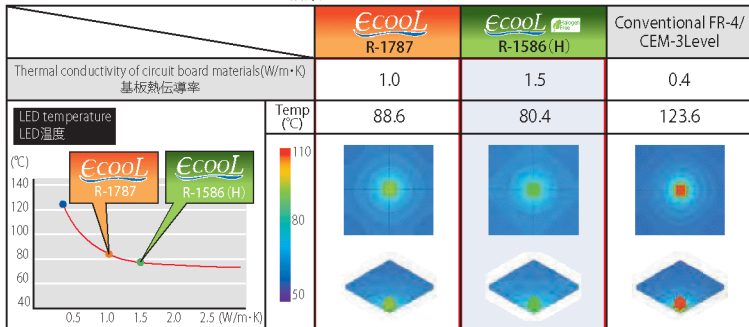 ECOOL
R-1787
ECOOL Halogen Free
R-1586(H)
Conventional FR-4/
CEM-3Level
Thermal conductivity of circuit board materials(W/m・K)
基板熱伝導率
1.0
1.5
0.4
LED temperature
LED温度
Temp
(℃)
88.6
80.4
123.6
(℃)
140
120
100
80
60
40
0.5 1.0 1.5 2.0 2.5 (W/m・K)
ECOOL
R-1787
ECOOL
R-1586(H)
110
80
50